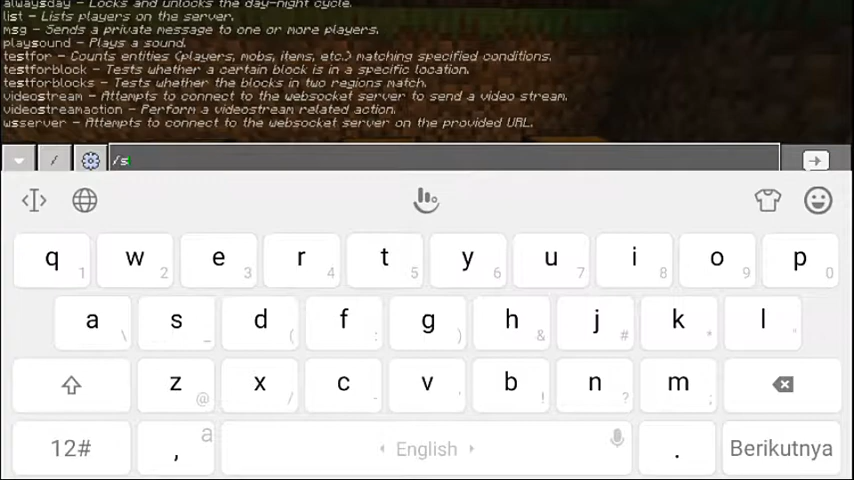 alwaysday – Locks and unlocks the day-night cycle.
list – Lists players on the server.
msg – Sends a private message to one or more players.
playsound – Plays a sound.
testfor – Counts entities (players, mobs, items, etc.) matching specified conditions.
testforblock – Tests whether a certain block is in a specific location.
testforblocks – Tests whether the blocks in two regions match.
videostream – Attempts to connect to the websocket server to send a video stream.
videostreamaction – Perform a videostream related action.
wsserver – Attempts to connect to the websocket server on the provided URL.
/ /s
q 1 w 2 e 3 r 4 t 5 y 6 u 7 i 8 o 9 p 0
a \ s _ d ( f : g ) h & j # k * l "
z @ x / c - v ' b ! n ? m ;
12# , a English . Berikutnya